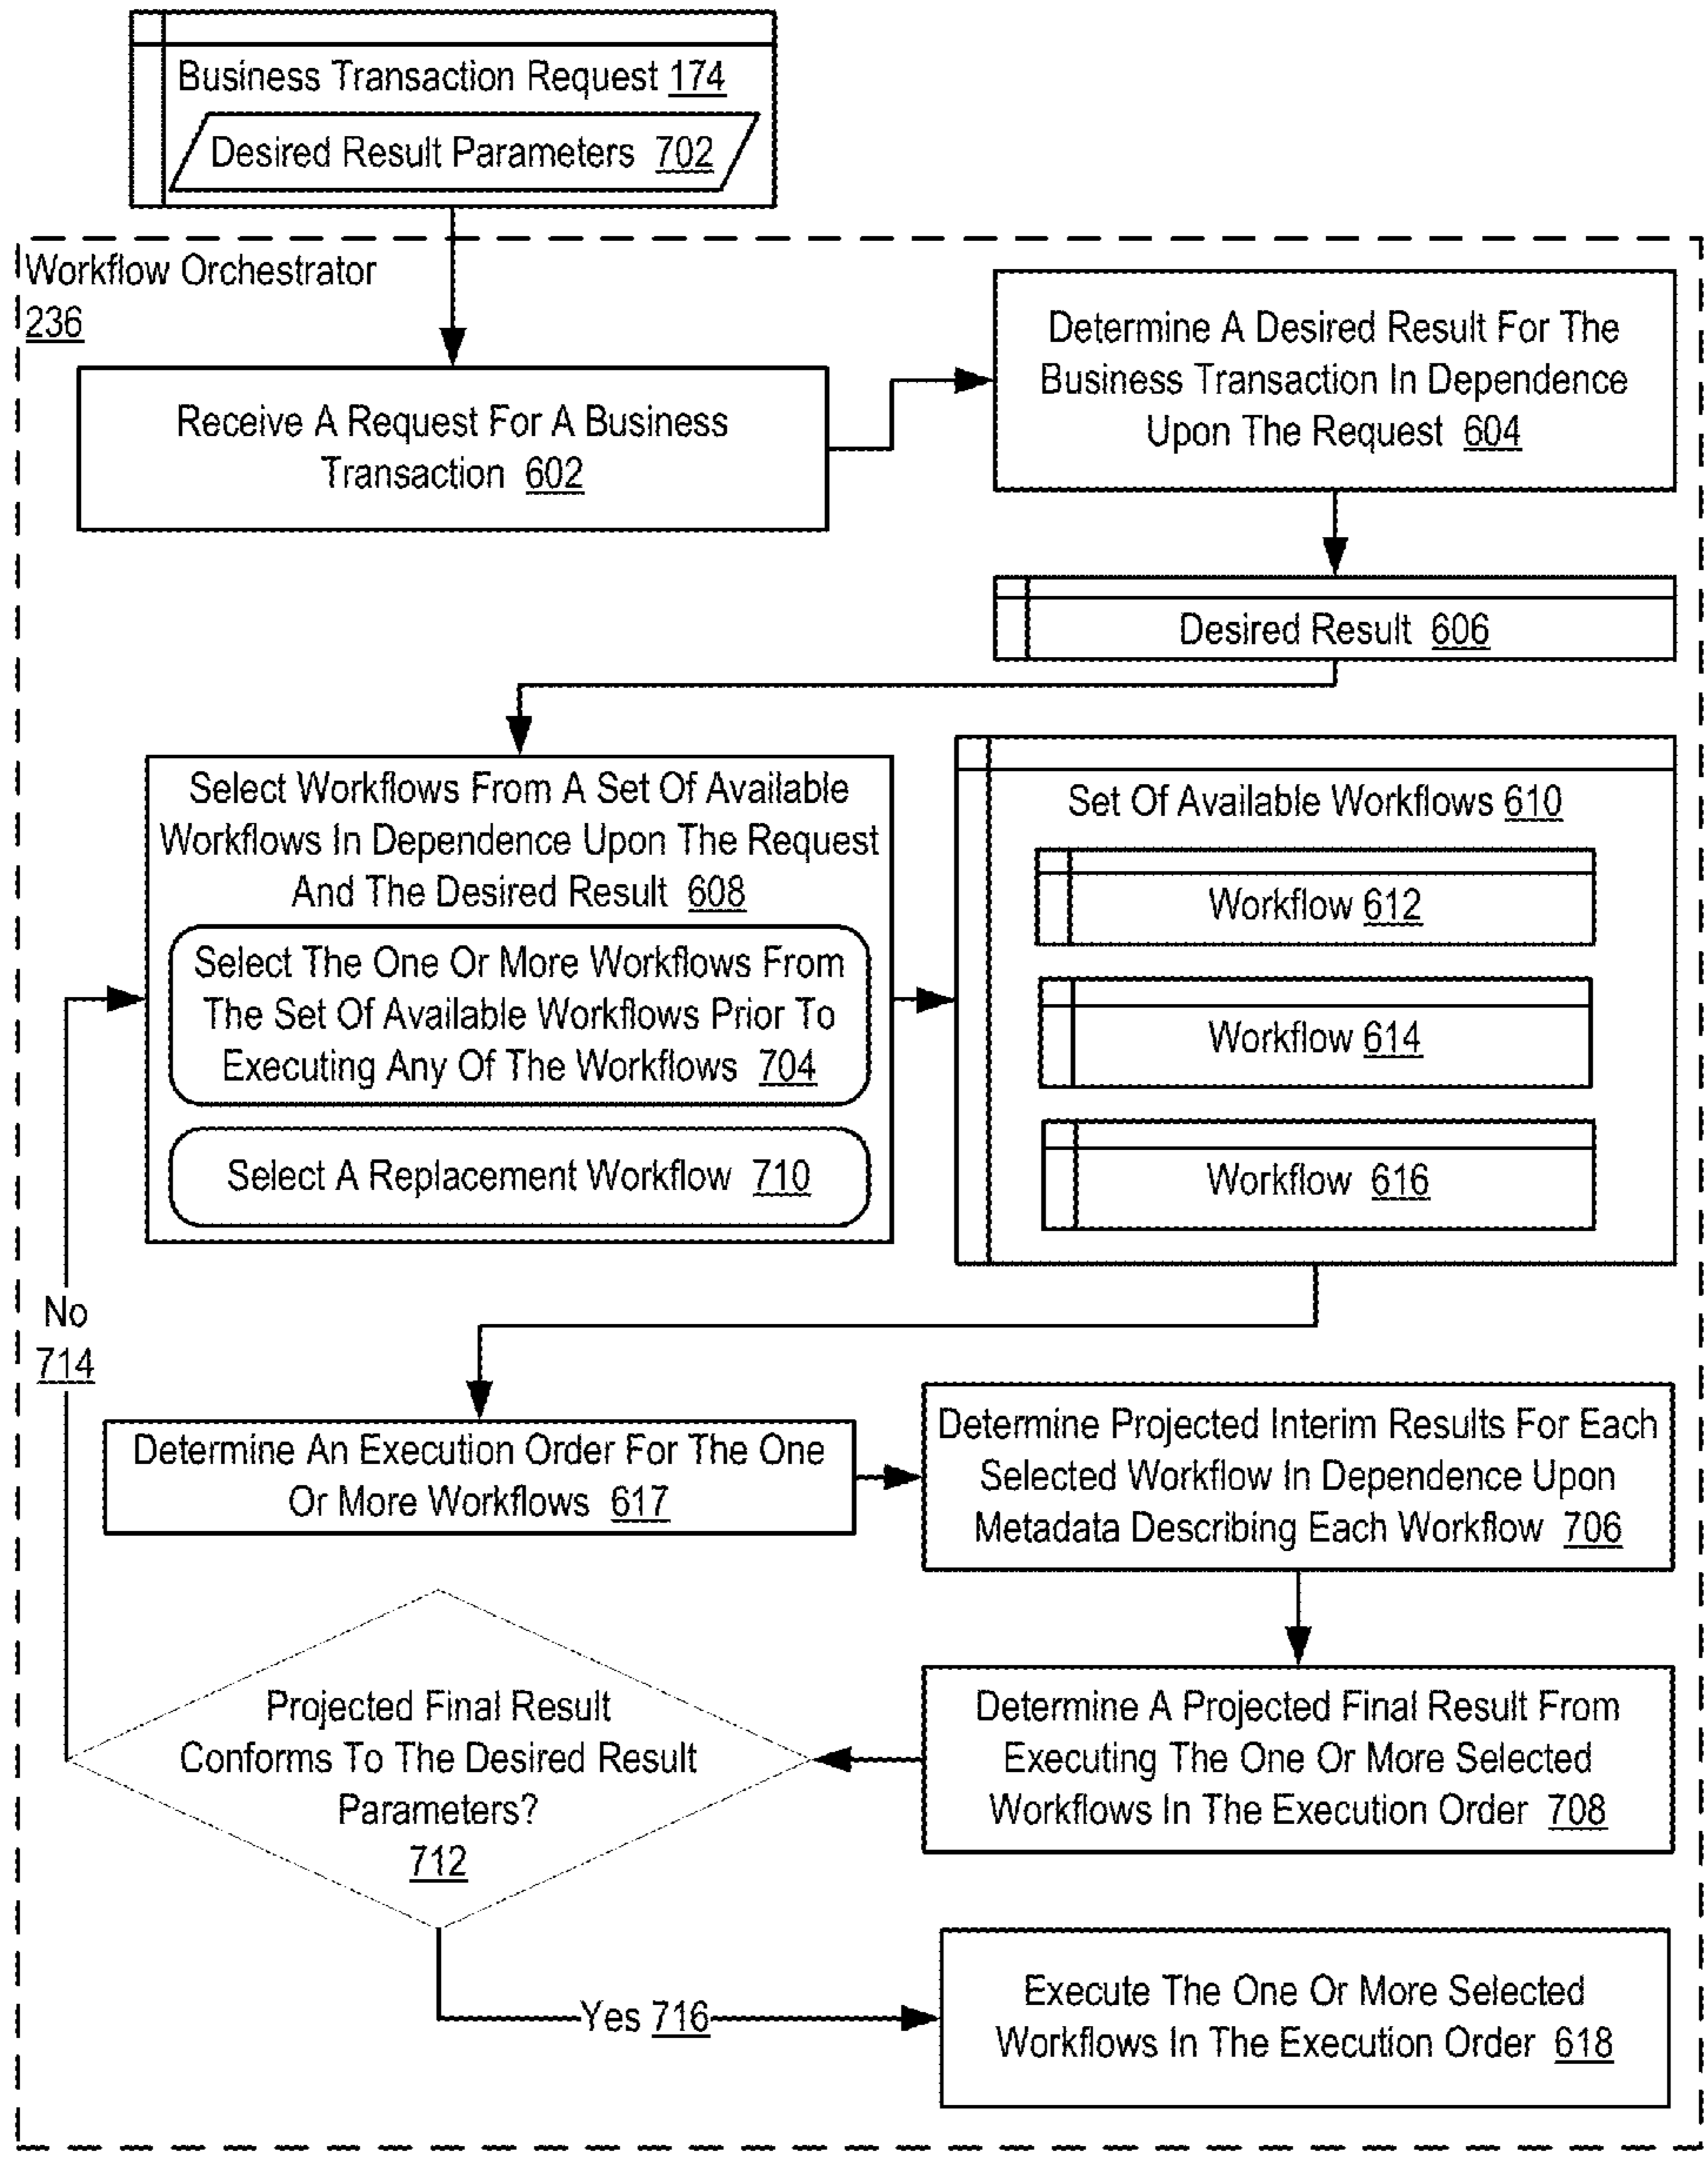 Business Transaction Request 174
Desired Result Parameters 702
Workflow Orchestrator
236
Receive A Request For A Business
Transaction 602
Determine A Desired Result For The
Business Transaction In Dependence
Upon The Request 604
Desired Result 606
Select Workflows From A Set Of Available
Workflows In Dependence Upon The Request
And The Desired Result 608
Select The One Or More Workflows From
The Set Of Available Workflows Prior To
Executing Any Of The Workflows 704
Select A Replacement Workflow 710
Set Of Available Workflows 610
Workflow 612
Workflow 614
Workflow 616
No
714
Determine An Execution Order For The One
Or More Workflows 617
Determine Projected Interim Results For Each
Selected Workflow In Dependence Upon
Metadata Describing Each Workflow 706
Projected Final Result
Conforms To The Desired Result
Parameters?
712
Determine A Projected Final Result From
Executing The One Or More Selected
Workflows In The Execution Order 708
Yes 716
Execute The One Or More Selected
Workflows In The Execution Order 618